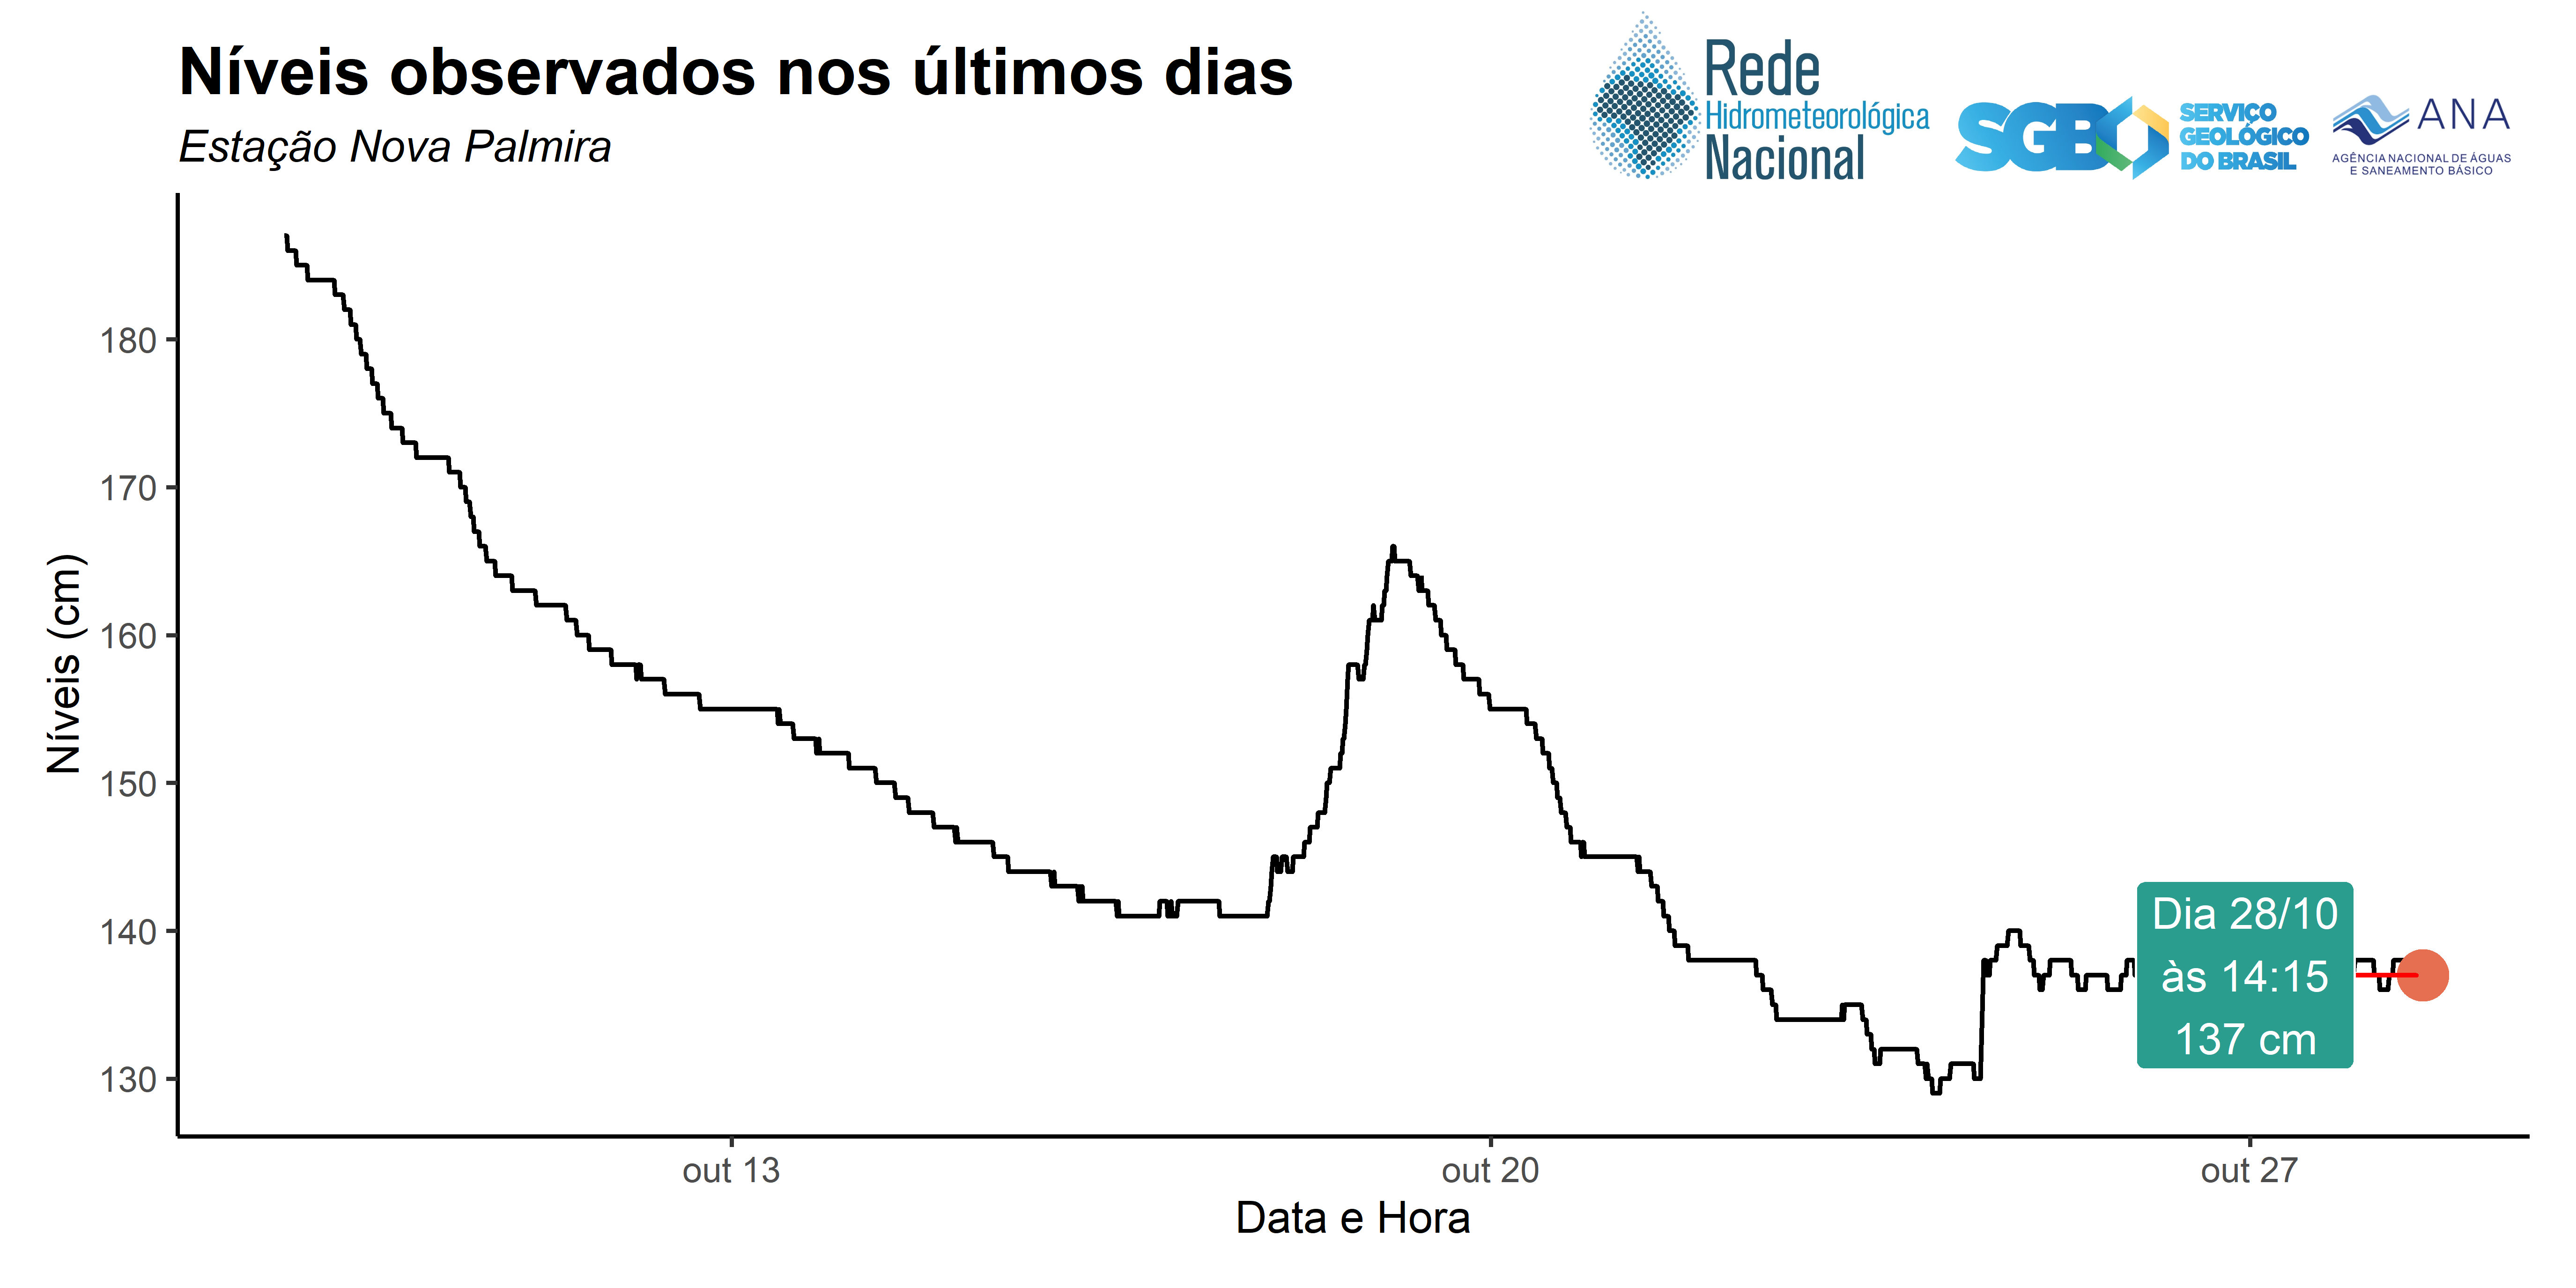 Níveis observados nos últimos dias
Estação Nova Palmira
Rede
Hidrometeorológica
Nacional
SGB
SERVIÇO
GEOLÓGICO
DO BRASIL
ANA
AGÊNCIA NACIONAL DE ÁGUAS
E SANEAMENTO BÁSICO
Níveis (cm)
180
170
160
150
140
130
Dia 28/10
às 14:15
137 cm
out 13
out 20
out 27
Data e Hora